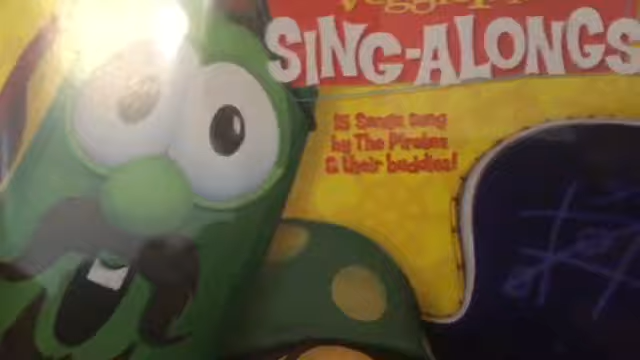 VeggieTales
SING-ALONGS
15 Songs sung
by The Pirates
& their buddies!